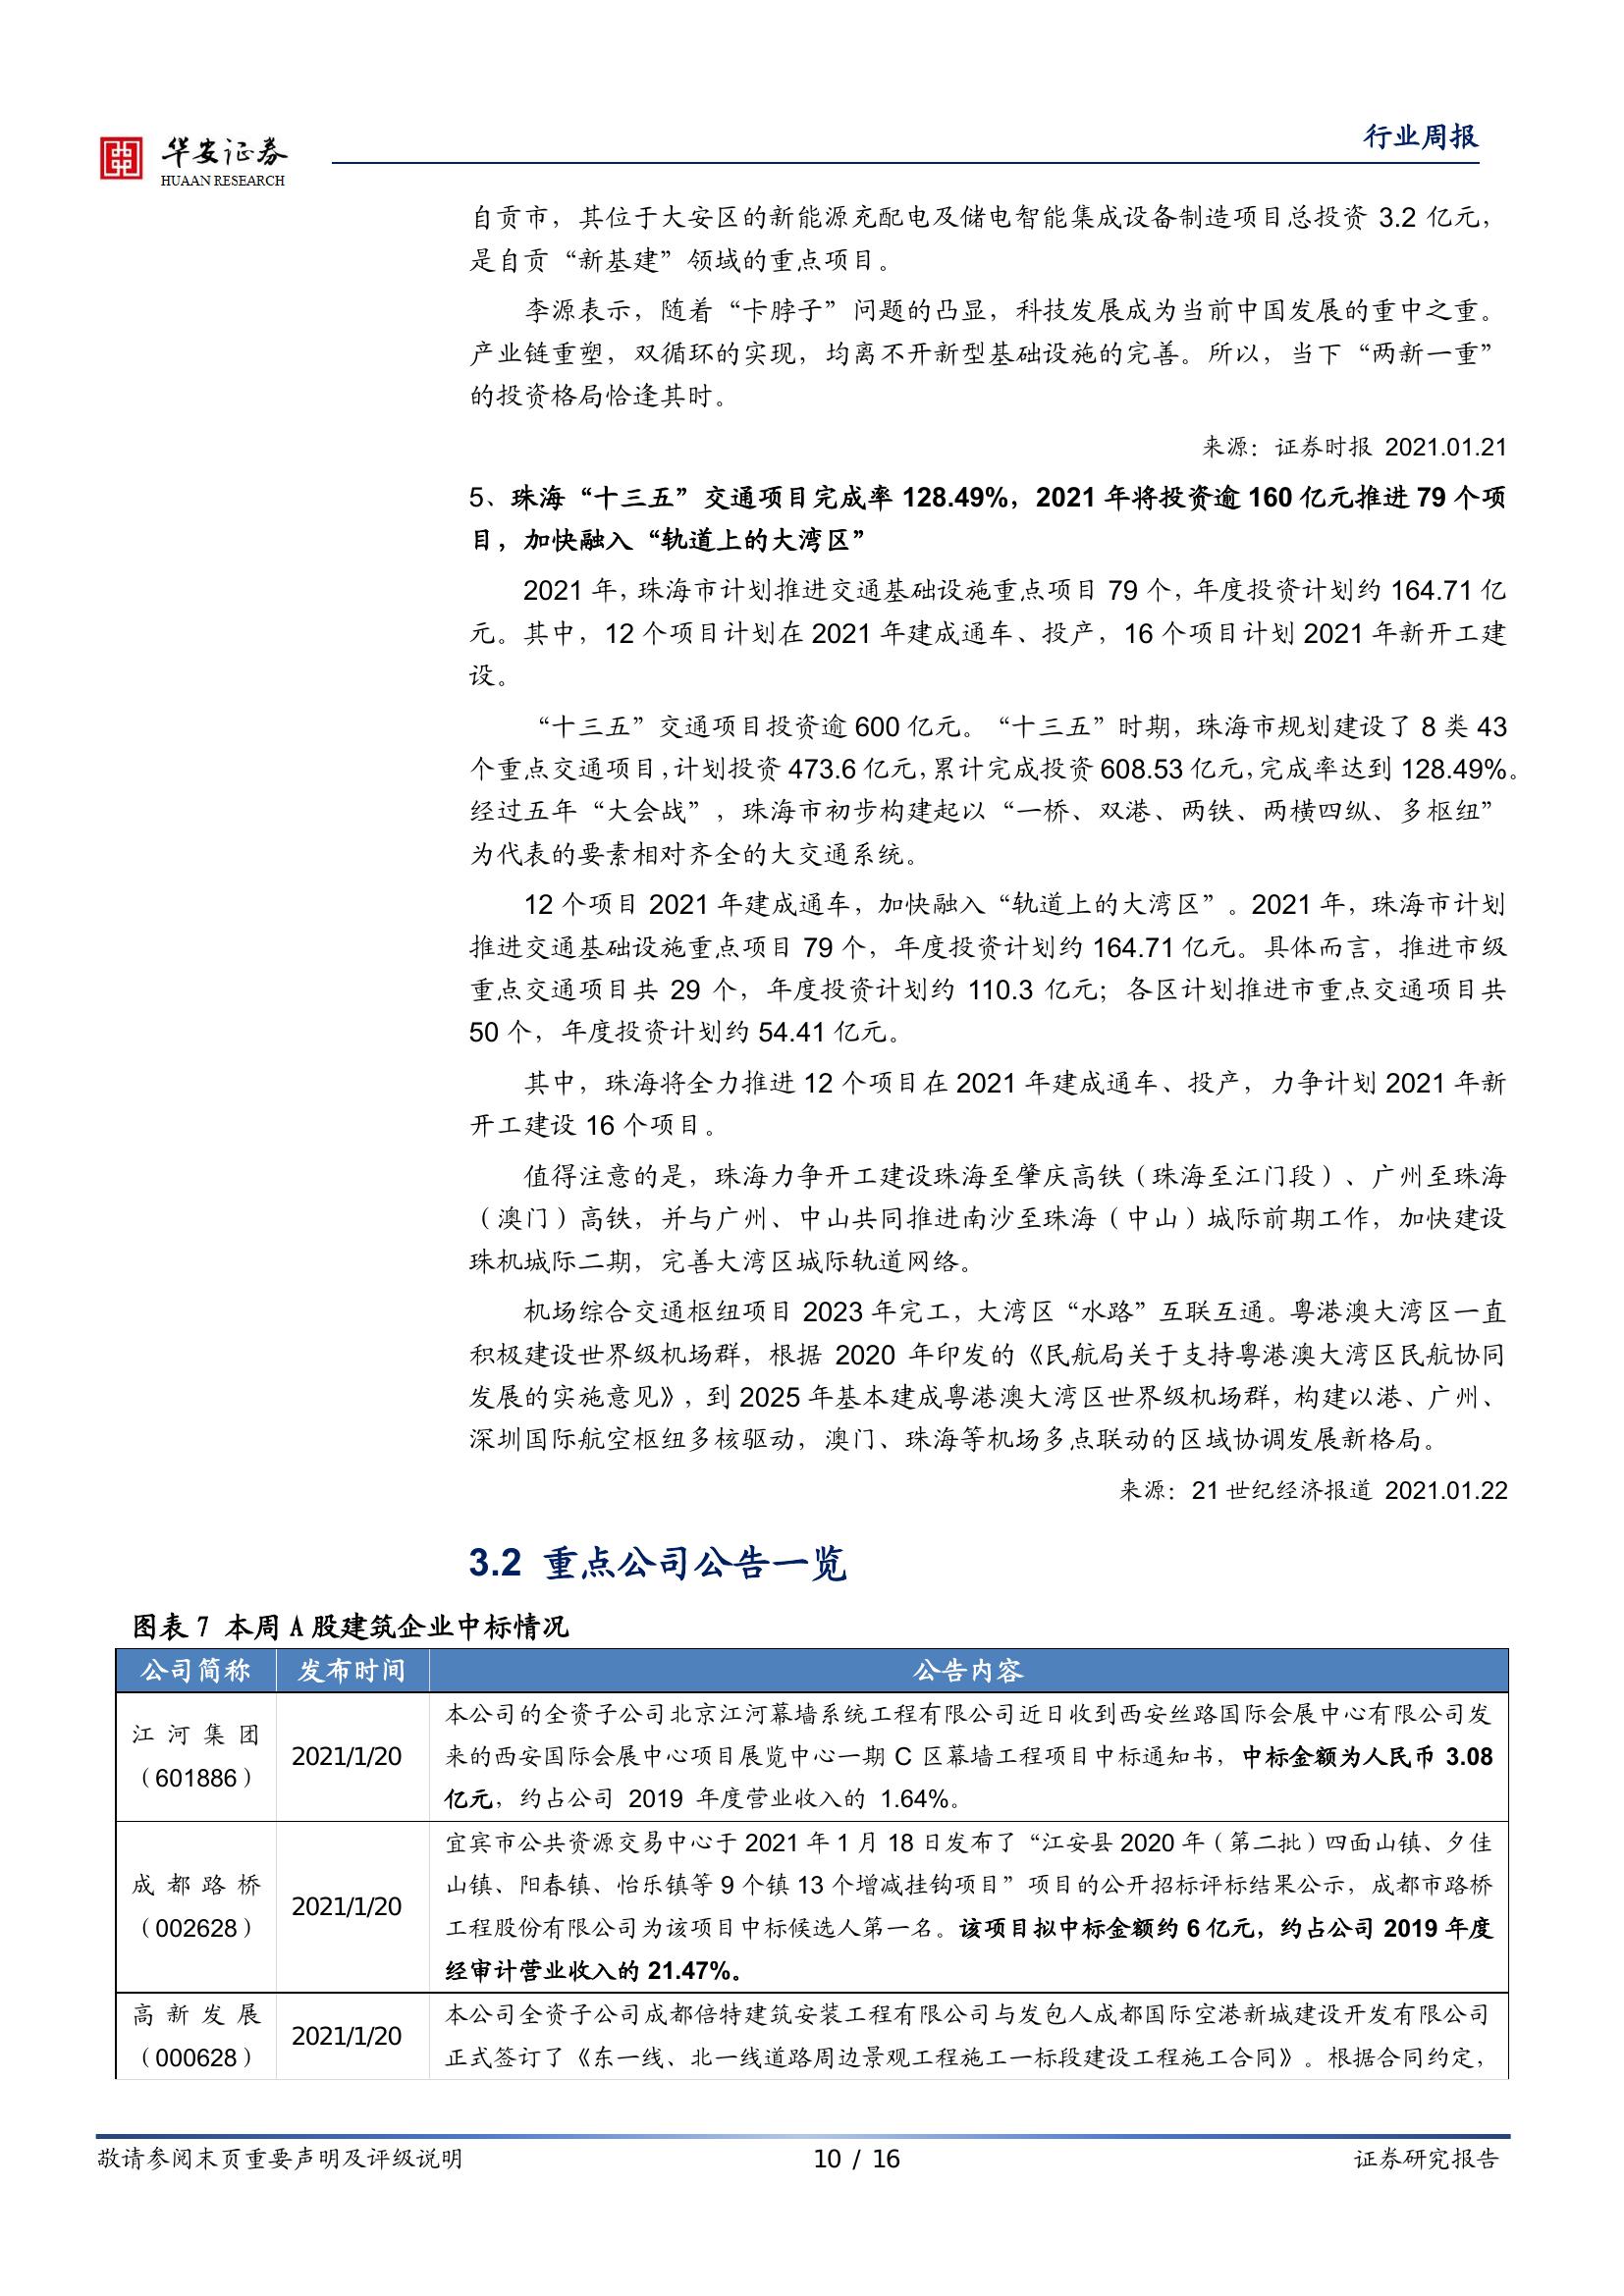 华安证券
HUAAN RESEARCH
行业周报
自贡市，其位于大安区的新能源充配电及储电智能集成设备制造项目总投资 3.2 亿元，
是自贡“新基建”领域的重点项目。
李源表示，随着“卡脖子”问题的凸显，科技发展成为当前中国发展的重中之重。
产业链重塑，双循环的实现，均离不开新型基础设施的完善。所以，当下“两新一重”
的投资格局恰逢其时。
来源：证券时报 2021.01.21
5、珠海“十三五”交通项目完成率 128.49%，2021 年将投资逾 160 亿元推进 79 个项
目，加快融入“轨道上的大湾区”
2021 年，珠海市计划推进交通基础设施重点项目 79 个，年度投资计划约 164.71 亿
元。其中，12 个项目计划在 2021 年建成通车、投产，16 个项目计划 2021 年新开工建
设。
“十三五”交通项目投资逾 600 亿元。“十三五”时期，珠海市规划建设了 8 类 43
个重点交通项目，计划投资 473.6 亿元，累计完成投资 608.53 亿元，完成率达到 128.49%。
经过五年“大会战”，珠海市初步构建起以“一桥、双港、两铁、两横四纵、多枢纽”
为代表的要素相对齐全的大交通系统。
12 个项目 2021 年建成通车，加快融入“轨道上的大湾区”。2021 年，珠海市计划
推进交通基础设施重点项目 79 个，年度投资计划约 164.71 亿元。具体而言，推进市级
重点交通项目共 29 个，年度投资计划约 110.3 亿元；各区计划推进市重点交通项目共
50 个，年度投资计划约 54.41 亿元。
其中，珠海将全力推进 12 个项目在 2021 年建成通车、投产，力争计划 2021 年新
开工建设 16 个项目。
值得注意的是，珠海力争开工建设珠海至肇庆高铁（珠海至江门段）、广州至珠海
（澳门）高铁，并与广州、中山共同推进南沙至珠海（中山）城际前期工作，加快建设
珠机城际二期，完善大湾区城际轨道网络。
机场综合交通枢纽项目 2023 年完工，大湾区“水路”互联互通。粤港澳大湾区一直
积极建设世界级机场群，根据 2020 年印发的《民航局关于支持粤港澳大湾区民航协同
发展的实施意见》，到 2025 年基本建成粤港澳大湾区世界级机场群，构建以港、广州、
深圳国际航空枢纽多核驱动，澳门、珠海等机场多点联动的区域协调发展新格局。
来源：21 世纪经济报道 2021.01.22
3.2 重点公司公告一览
图表 7 本周 A 股建筑企业中标情况
公司简称 发布时间 公告内容
江河集团
（601886）
2021/1/20
本公司的全资子公司北京江河幕墙系统工程有限公司近日收到西安丝路国际会展中心有限公司发
来的西安国际会展中心项目展览中心一期 C 区幕墙工程项目中标通知书，中标金额为人民币 3.08
亿元，约占公司 2019 年度营业收入的 1.64%。
成都路桥
（002628）
2021/1/20
宜宾市公共资源交易中心于 2021 年 1 月 18 日发布了“江安县 2020 年（第二批）四面山镇、夕佳
山镇、阳春镇、怡乐镇等 9 个镇 13 个增减挂钩项目”项目的公开招标评标结果公示，成都市路桥
工程股份有限公司为该项目中标候选人第一名。该项目拟中标金额约 6 亿元，约占公司 2019 年度
经审计营业收入的 21.47%。
高新发展
（000628）
2021/1/20
本公司全资子公司成都倍特建筑安装工程有限公司与发包人成都国际空港新城建设开发有限公司
正式签订了《东一线、北一线道路周边景观工程施工一标段建设工程施工合同》。根据合同约定，
敬请参阅末页重要声明及评级说明
10 / 16
证券研究报告